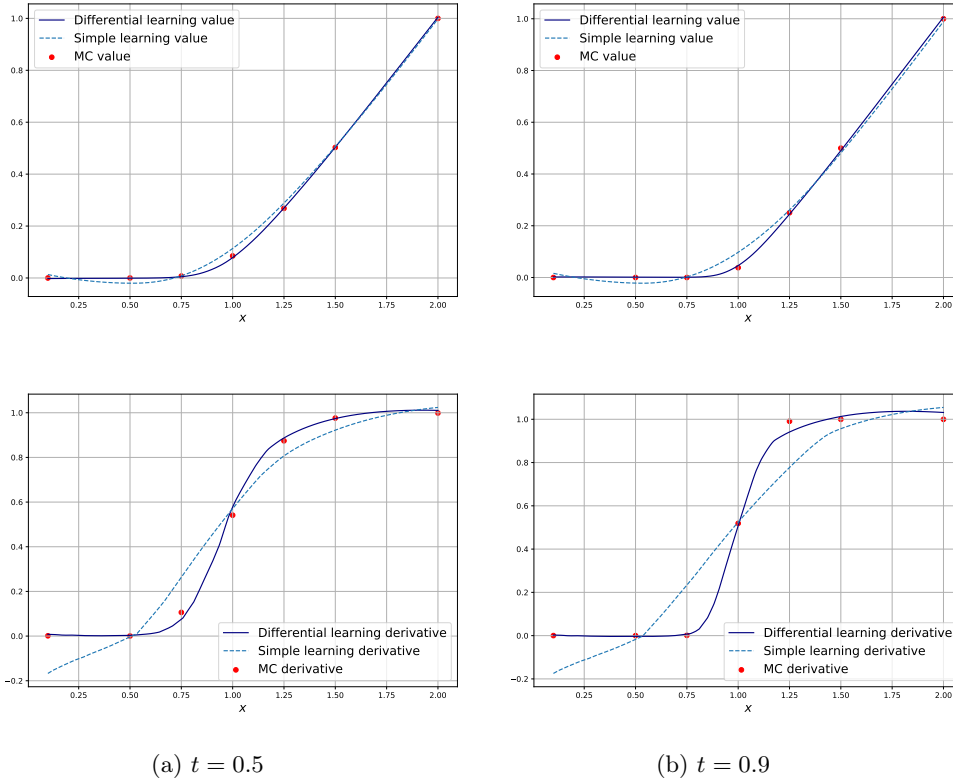 1.0
0.8
0.6
0.4
0.2
0.0
0.25 0.50 0.75 1.00 1.25 1.50 1.75 2.00
x
Differential learning value
Simple learning value
MC value
1.0
0.8
0.6
0.4
0.2
0.0
0.25 0.50 0.75 1.00 1.25 1.50 1.75 2.00
x
Differential learning value
Simple learning value
MC value
1.0
0.8
0.6
0.4
0.2
0.0
−0.2
0.25 0.50 0.75 1.00 1.25 1.50 1.75 2.00
x
Differential learning derivative
Simple learning derivative
MC derivative
1.0
0.8
0.6
0.4
0.2
0.0
−0.2
0.25 0.50 0.75 1.00 1.25 1.50 1.75 2.00
x
Differential learning derivative
Simple learning derivative
MC derivative
(a) t = 0.5
(b) t = 0.9